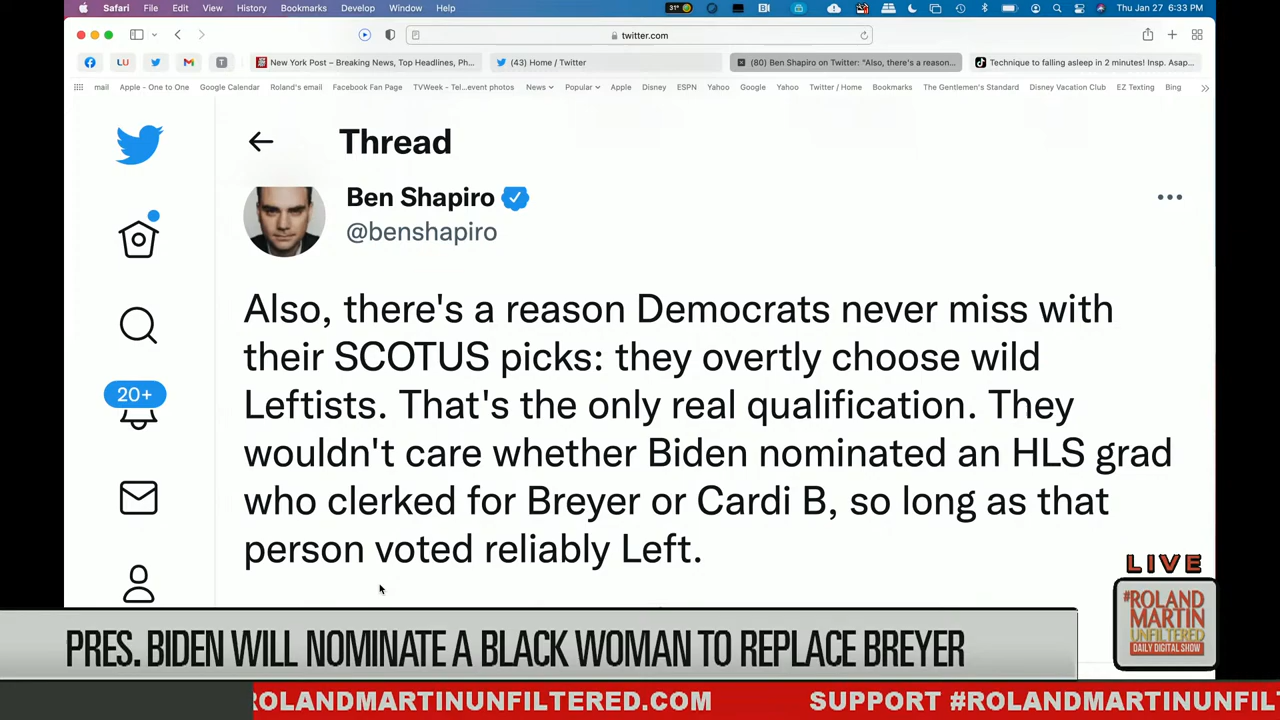 Safari File Edit View History Bookmarks Develop Window Help 31° Thu Jan 27 6:33 PM
twitter.com
LU T New York Post – Breaking News, Top Headlines, Ph... (43) Home / Twitter (80) Ben Shapiro on Twitter: "Also, there's a reason... Technique to falling asleep in 2 minutes! Insp. Asap...
mail Apple - One to One Google Calendar Roland's email Facebook Fan Page TVWeek - Tel...event photos News Popular Apple Disney ESPN Yahoo Google Yahoo Twitter / Home Bookmarks The Gentlemen's Standard Disney Vacation Club EZ Texting Bing
Thread
Ben Shapiro
@benshapiro
Also, there's a reason Democrats never miss with
their SCOTUS picks: they overtly choose wild
Leftists. That's the only real qualification. They
wouldn't care whether Biden nominated an HLS grad
who clerked for Breyer or Cardi B, so long as that
person voted reliably Left.
20+
LIVE
#ROLAND
MARTIN
UNFILTERED
DAILY DIGITAL SHOW
PRES. BIDEN WILL NOMINATE A BLACK WOMAN TO REPLACE BREYER
ROLANDMARTINUNFILTERED.COM SUPPORT #ROLANDMARTINUNFIL